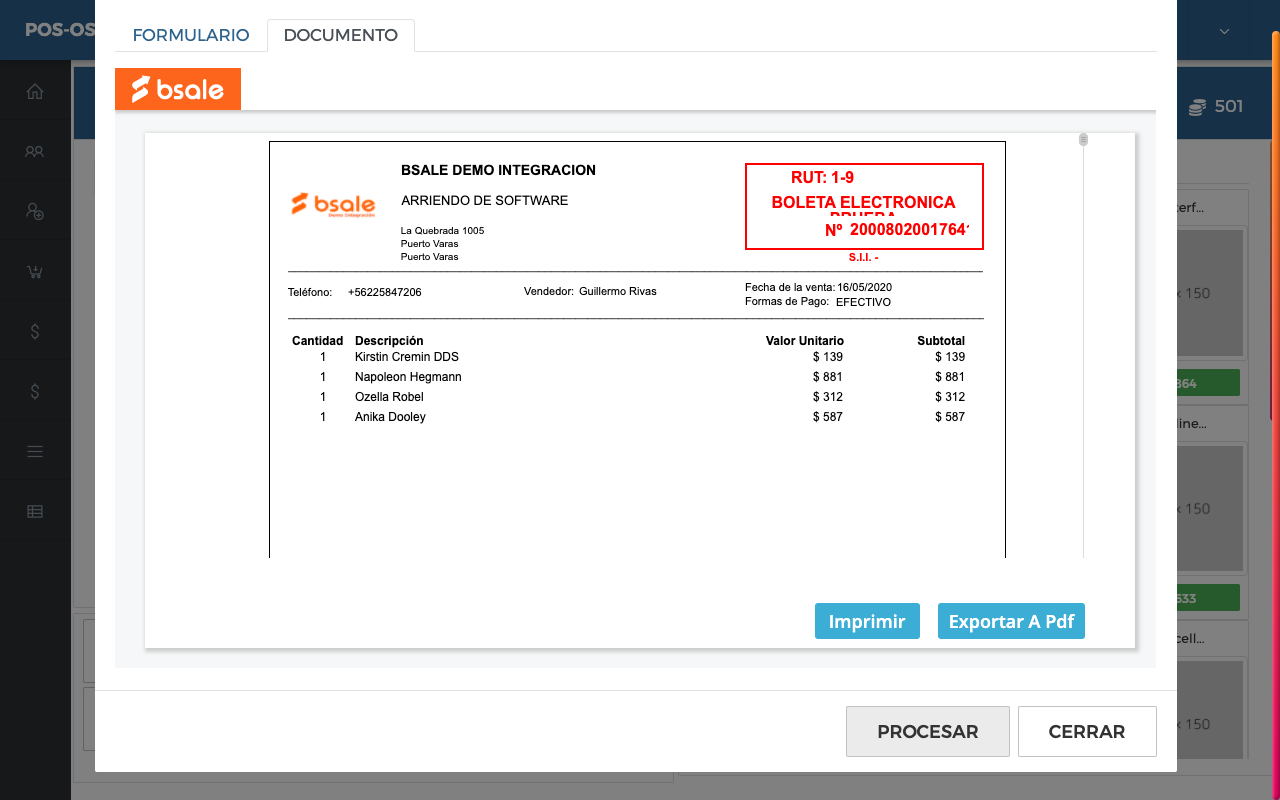 POS-OS
FORMULARIO
DOCUMENTO
501
bsale
BSALE DEMO INTEGRACION
ARRIENDO DE SOFTWARE
bsale
Demo Integración
La Quebrada 1005
Puerto Varas
Puerto Varas
RUT: 1-9
BOLETA ELECTRONICA
PRUEBA
Nº 2000802001764
S.I.I. -
Teléfono: +56225847206
Vendedor: Guillermo Rivas
Fecha de la venta: 16/05/2020
Formas de Pago: EFECTIVO
Cantidad Descripción Valor Unitario Subtotal
1 Kirstin Cremin DDS $ 139 $ 139
1 Napoleon Hegmann $ 881 $ 881
1 Ozella Robel $ 312 $ 312
1 Anika Dooley $ 587 $ 587
Imprimir
Exportar A Pdf
PROCESAR
CERRAR
terf...
x 150
864
line...
x 150
633
cell...
x 150